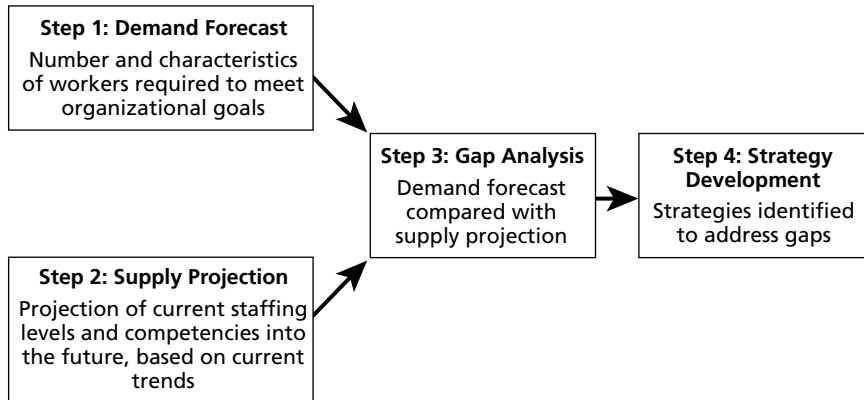 Step 1: Demand Forecast
Number and characteristics
of workers required to meet
organizational goals
Step 2: Supply Projection
Projection of current staffing
levels and competencies into
the future, based on current
trends
Step 3: Gap Analysis
Demand forecast
compared with
supply projection
Step 4: Strategy
Development
Strategies identified
to address gaps